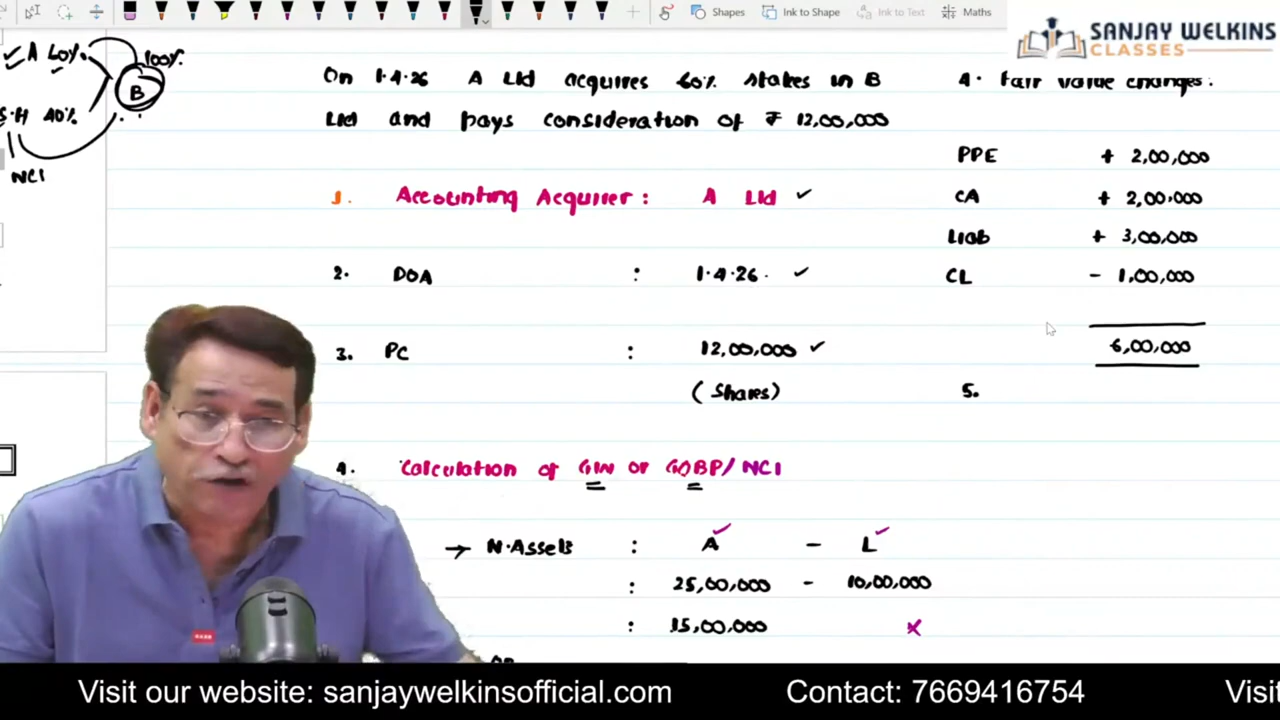 Shapes Ink to Shape Ink to Text Maths
SANJAY WELKINS
CLASSES
A 60%
100%
B
S.H 40%
NCI
On 1.4.26 A Ltd acquires 60% stakes in B
Ltd and pays consideration of ₹ 12,00,000
1. Accounting Acquirer : A Ltd ✓
2. DOA : 1.4.26. ✓
3. PC : 12,00,000 ✓
(Shares)
4. Calculation of G/W or GOBP/NCI
→ N.Assets : A - L
: 25,00,000 - 10,00,000
: 15,00,000 x
4. Fair value changes.
PPE + 2,00,000
CA + 2,00,000
Liab + 3,00,000
CL - 1,00,000
6,00,000
5.
Visit our website: sanjaywelkinsofficial.com Contact: 7669416754 Visi